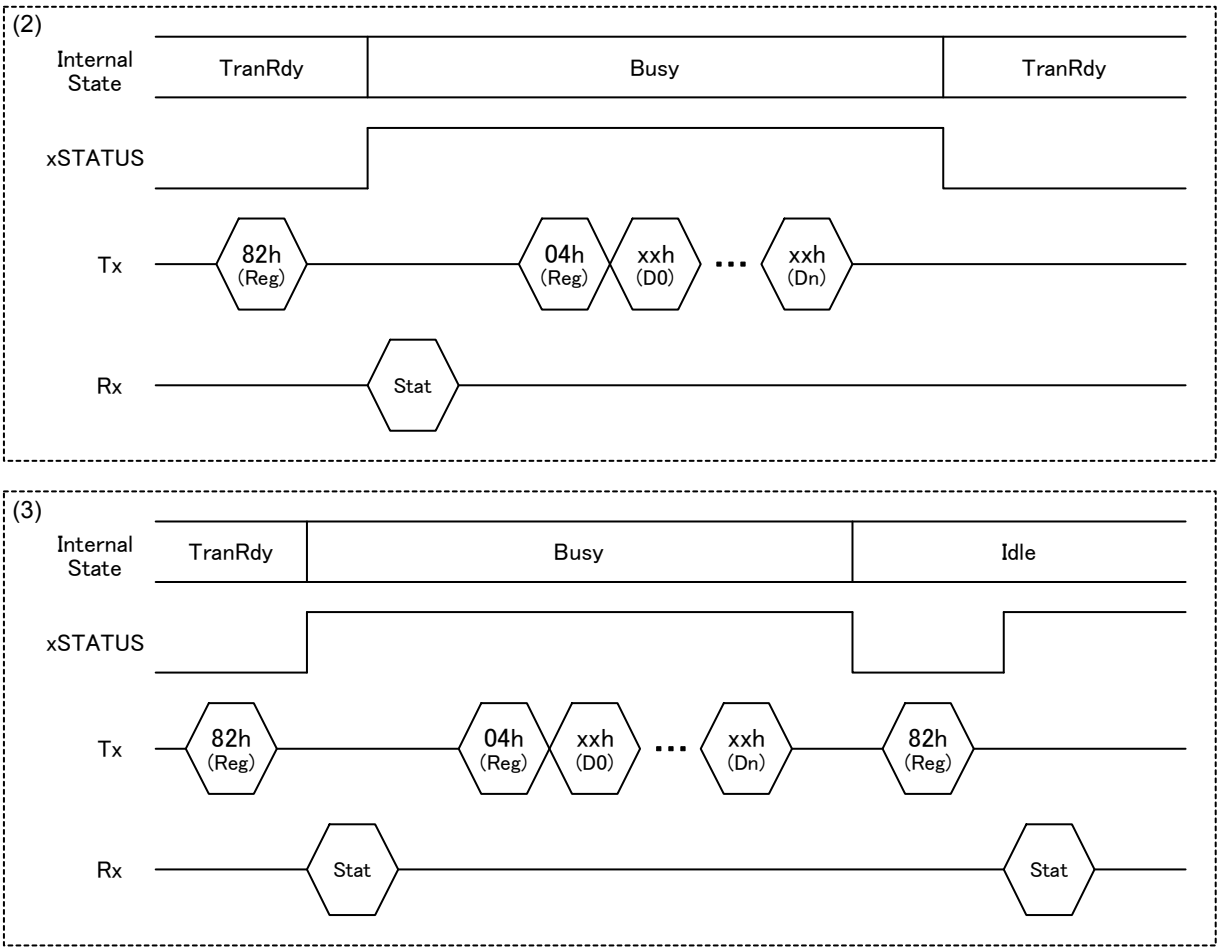 (2)
Internal
State
TranRdy
Busy
TranRdy
xSTATUS
Tx
82h
(Reg)
04h
(Reg)
xxh
(D0)
...
xxh
(Dn)
Rx
Stat
(3)
Internal
State
TranRdy
Busy
Idle
xSTATUS
Tx
82h
(Reg)
04h
(Reg)
xxh
(D0)
...
xxh
(Dn)
82h
(Reg)
Rx
Stat
Stat